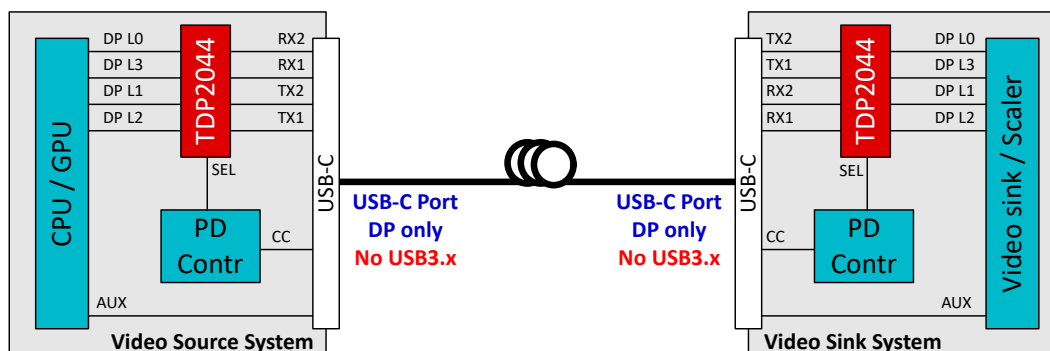 DP L0
RX2
DP L3
RX1
DP L1
TX2
DP L2
TX1
CPU / GPU
TDP2044
SEL
PD
Contr
CC
AUX
USB-C
Video Source System
USB-C Port
DP only
No USB3.x
USB-C Port
DP only
No USB3.x
USB-C
TX2
DP L0
TX1
DP L3
RX2
DP L1
RX1
DP L2
TDP2044
SEL
PD
Contr
CC
AUX
Video sink / Scaler
Video Sink System